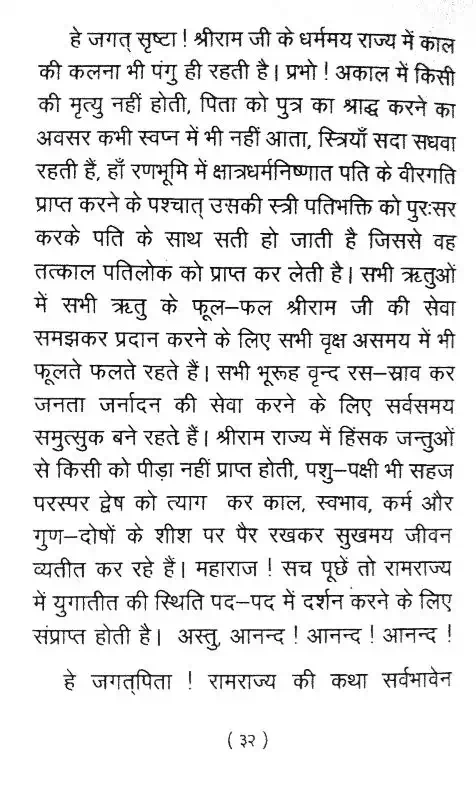 हे जगत् सृष्टा ! श्रीराम जी के धर्ममय राज्य में काल
की कलना भी पंगु ही रहती है। प्रभो ! अकाल में किसी
की मृत्यु नहीं होती, पिता को पुत्र का श्राद्ध करने का
अवसर कभी स्वप्न में भी नहीं आता, स्त्रियाँ सदा सधवा
रहती हैं, हाँ रणभूमि में क्षात्रधर्मनिष्णात पति के वीरगति
प्राप्त करने के पश्चात् उसकी स्त्री पतिभक्ति को पुरःसर
करके पति के साथ सती हो जाती है जिससे वह
तत्काल पतिलोक को प्राप्त कर लेती है। सभी ऋतुओं
में सभी ऋतु के फूल–फल श्रीराम जी की सेवा
समझकर प्रदान करने के लिए सभी वृक्ष असमय में भी
फूलते फलते रहते हैं। सभी भूरूह वृन्द रस–स्राव कर
जनता जर्नादन की सेवा करने के लिए सर्वसमय
समुत्सुक बने रहते हैं। श्रीराम राज्य में हिंसक जन्तुओं
से किसी को पीड़ा नहीं प्राप्त होती, पशु–पक्षी भी सहज
परस्पर द्वेष को त्याग कर काल, स्वभाव, कर्म और
गुण–दोषों के शीश पर पैर रखकर सुखमय जीवन
व्यतीत कर रहे हैं। महाराज ! सच पूछें तो रामराज्य
में युगातीत की स्थिति पद–पद में दर्शन करने के लिए
संप्राप्त होती है। अस्तु, आनन्द ! आनन्द ! आनन्द !
हे जगत्पिता ! रामराज्य की कथा सर्वभावेन
( ३२ )